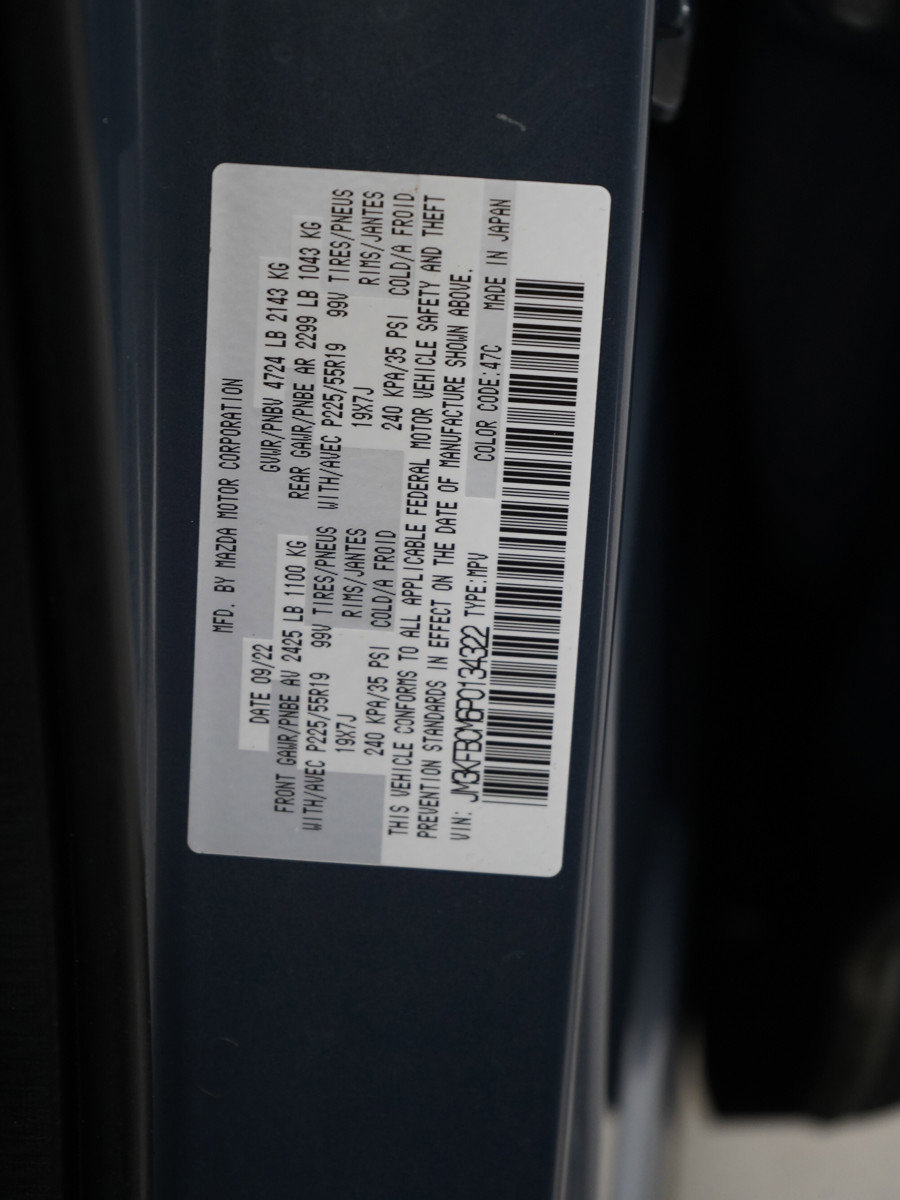 MFD. BY MAZDA MOTOR CORPORATION
DATE 09/22 GVWR/PNBV 4724 LB 2143 KG
FRONT GAWR/PNBE AV 2425 LB 1100 KG REAR GAWR/PNBE AR 2299 LB 1043 KG
WITH/AVEC P225/55R19 99V TIRES/PNEUS WITH/AVEC P225/55R19 99V TIRES/PNEUS
19X7J RIMS/JANTES 19X7J RIMS/JANTES
240 KPA/35 PSI COLD/A FROID 240 KPA/35 PSI COLD/A FROID
THIS VEHICLE CONFORMS TO ALL APPLICABLE FEDERAL MOTOR VEHICLE SAFETY AND THEFT
PREVENTION STANDARDS IN EFFECT ON THE DATE OF MANUFACTURE SHOWN ABOVE.
VIN: JM3KFBCM6P0134322 TYPE:MPV COLOR CODE:47C MADE IN JAPAN